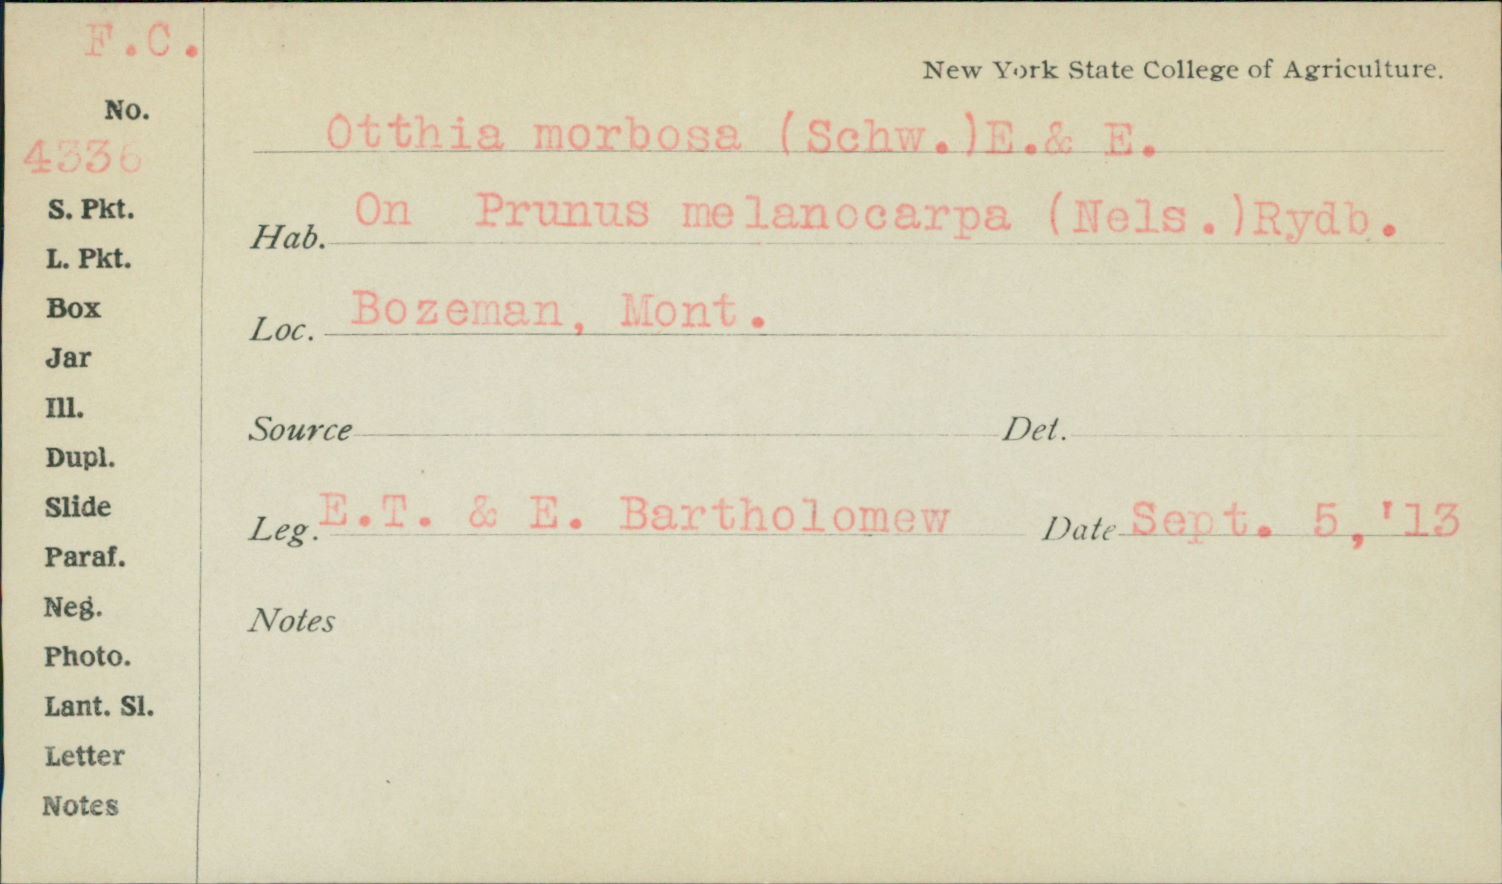 F.C.
New York State College of Agriculture.
No.
4336
Otthia morbosa (Schw.)E.& E.
S. Pkt.
Hab. On Prunus melanocarpa (Nels.)Rydb.
L. Pkt.
Box
Loc. Bozeman, Mont.
Jar
Ill.
Source Det.
Dupl.
Slide
Leg. E.T. & E. Bartholomew Date Sept. 5,'13
Paraf.
Neg.
Notes
Photo.
Lant. Sl.
Letter
Notes